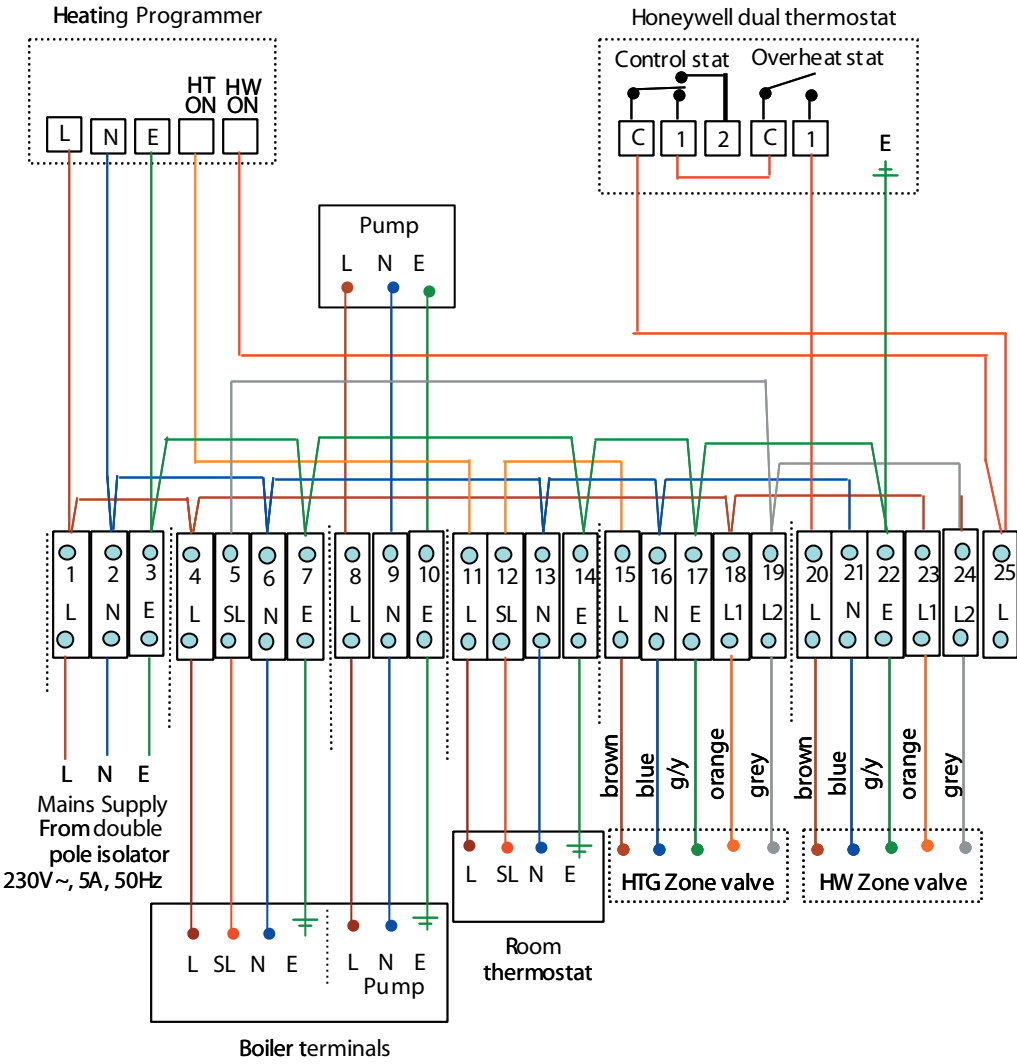 Heating Programmer
Honeywell dual thermostat
Control stat
Overheat stat
HT
ON
HW
ON
L
N
E
C
1
2
C
1
E
Pump
L
N
E
1
2
3
4
5
6
7
8
9
10
11
12
13
14
15
16
17
18
19
20
21
22
23
24
25
L
N
E
L
SL
N
E
L
N
E
L
SL
N
E
L
N
E
L1
L2
L
N
E
L1
L2
L
brown
blue
g/y
orange
grey
brown
blue
g/y
orange
grey
L
N
E
Mains Supply
From double
pole isolator
230V~, 5A, 50Hz
L
SL
N
E
HTG Zone valve
HW Zone valve
Room
thermostat
L
SL
N
E
L
N
E
Pump
Boiler terminals